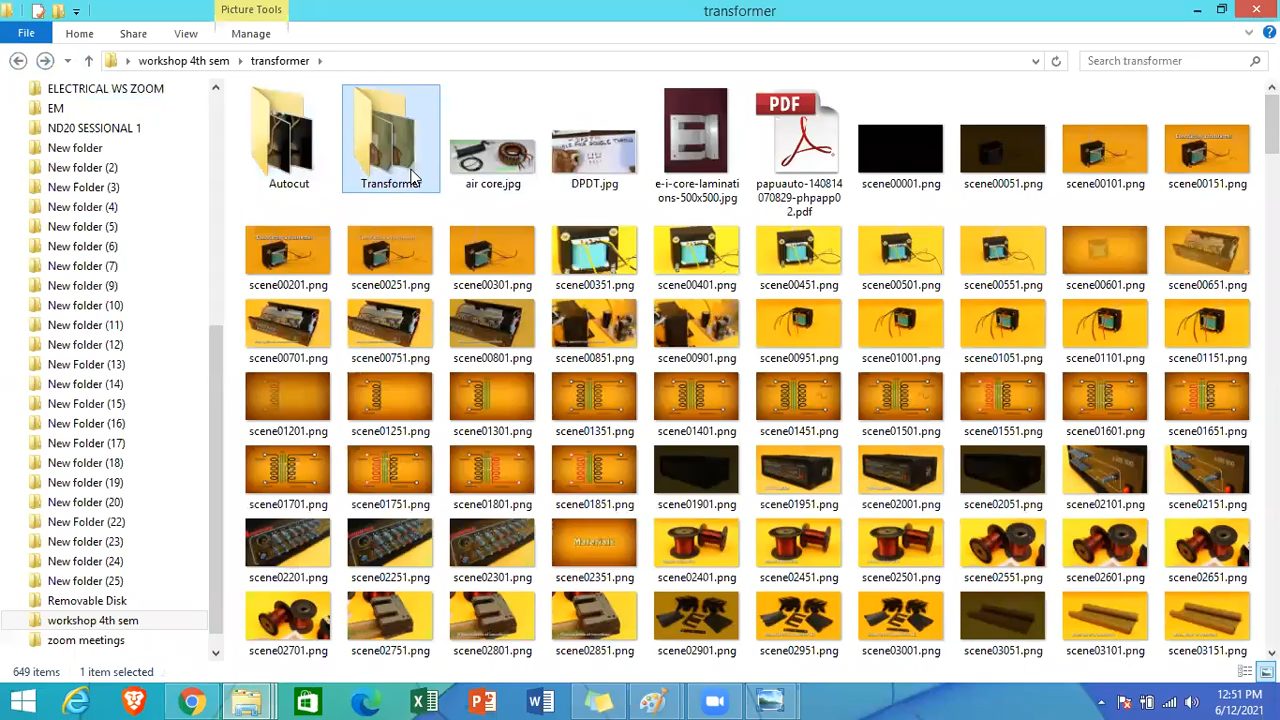 Picture Tools
transformer
File
Home
Share
View
Manage
workshop 4th sem
transformer
Search transformer
ELECTRICAL WS ZOOM
EM
ND20 SESSIONAL 1
New folder
New folder (2)
New Folder (3)
New folder (4)
New folder (5)
New folder (6)
New folder (7)
New folder (9)
New folder (10)
New folder (11)
New folder (12)
New Folder (13)
New folder (14)
New Folder (15)
New Folder (16)
New Folder (17)
New folder (18)
New folder (19)
New folder (20)
New Folder (22)
New folder (23)
New folder (24)
New folder (25)
Removable Disk
workshop 4th sem
zoom meetings
Autocut
Transformer
air core.jpg
DPDT.jpg
e-i-core-laminati
ons-500x500.jpg
PDF
papuauto-140814
070829-phpapp0
2.pdf
scene00001.png
scene00051.png
scene00101.png
scene00151.png
scene00201.png
scene00251.png
scene00301.png
scene00351.png
scene00401.png
scene00451.png
scene00501.png
scene00551.png
scene00601.png
scene00651.png
scene00701.png
scene00751.png
scene00801.png
scene00851.png
scene00901.png
scene00951.png
scene01001.png
scene01051.png
scene01101.png
scene01151.png
scene01201.png
scene01251.png
scene01301.png
scene01351.png
scene01401.png
scene01451.png
scene01501.png
scene01551.png
scene01601.png
scene01651.png
scene01701.png
scene01751.png
scene01801.png
scene01851.png
scene01901.png
scene01951.png
scene02001.png
scene02051.png
scene02101.png
scene02151.png
Materials
scene02201.png
scene02251.png
scene02301.png
scene02351.png
scene02401.png
scene02451.png
scene02501.png
scene02551.png
scene02601.png
scene02651.png
scene02701.png
scene02751.png
scene02801.png
scene02851.png
scene02901.png
scene02951.png
scene03001.png
scene03051.png
scene03101.png
scene03151.png
649 items
1 item selected
12:51 PM
6/12/2021